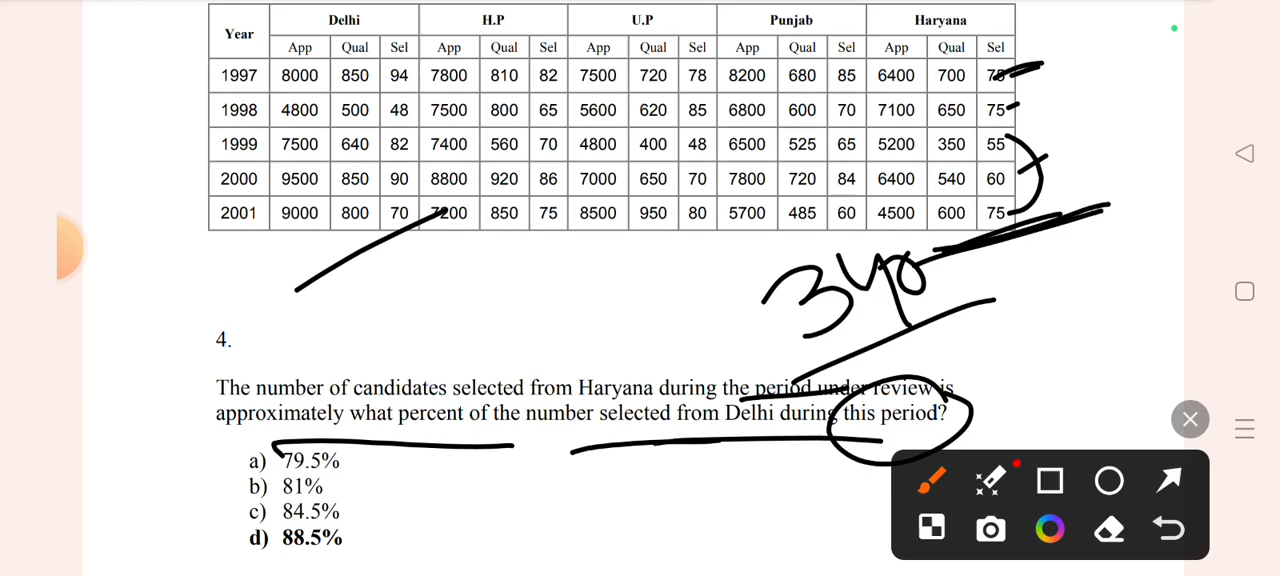 Year Delhi H.P U.P Punjab Haryana
App Qual Sel App Qual Sel App Qual Sel App Qual Sel App Qual Sel
1997 8000 850 94 7800 810 82 7500 720 78 8200 680 85 6400 700 75
1998 4800 500 48 7500 800 65 5600 620 85 6800 600 70 7100 650 75
1999 7500 640 82 7400 560 70 4800 400 48 6500 525 65 5200 350 55
2000 9500 850 90 8800 920 86 7000 650 70 7800 720 84 6400 540 60
2001 9000 800 70 7200 850 75 8500 950 80 5700 485 60 4500 600 75
340
4.
The number of candidates selected from Haryana during the period under review is
approximately what percent of the number selected from Delhi during this period?
a) 79.5%
b) 81%
c) 84.5%
d) 88.5%